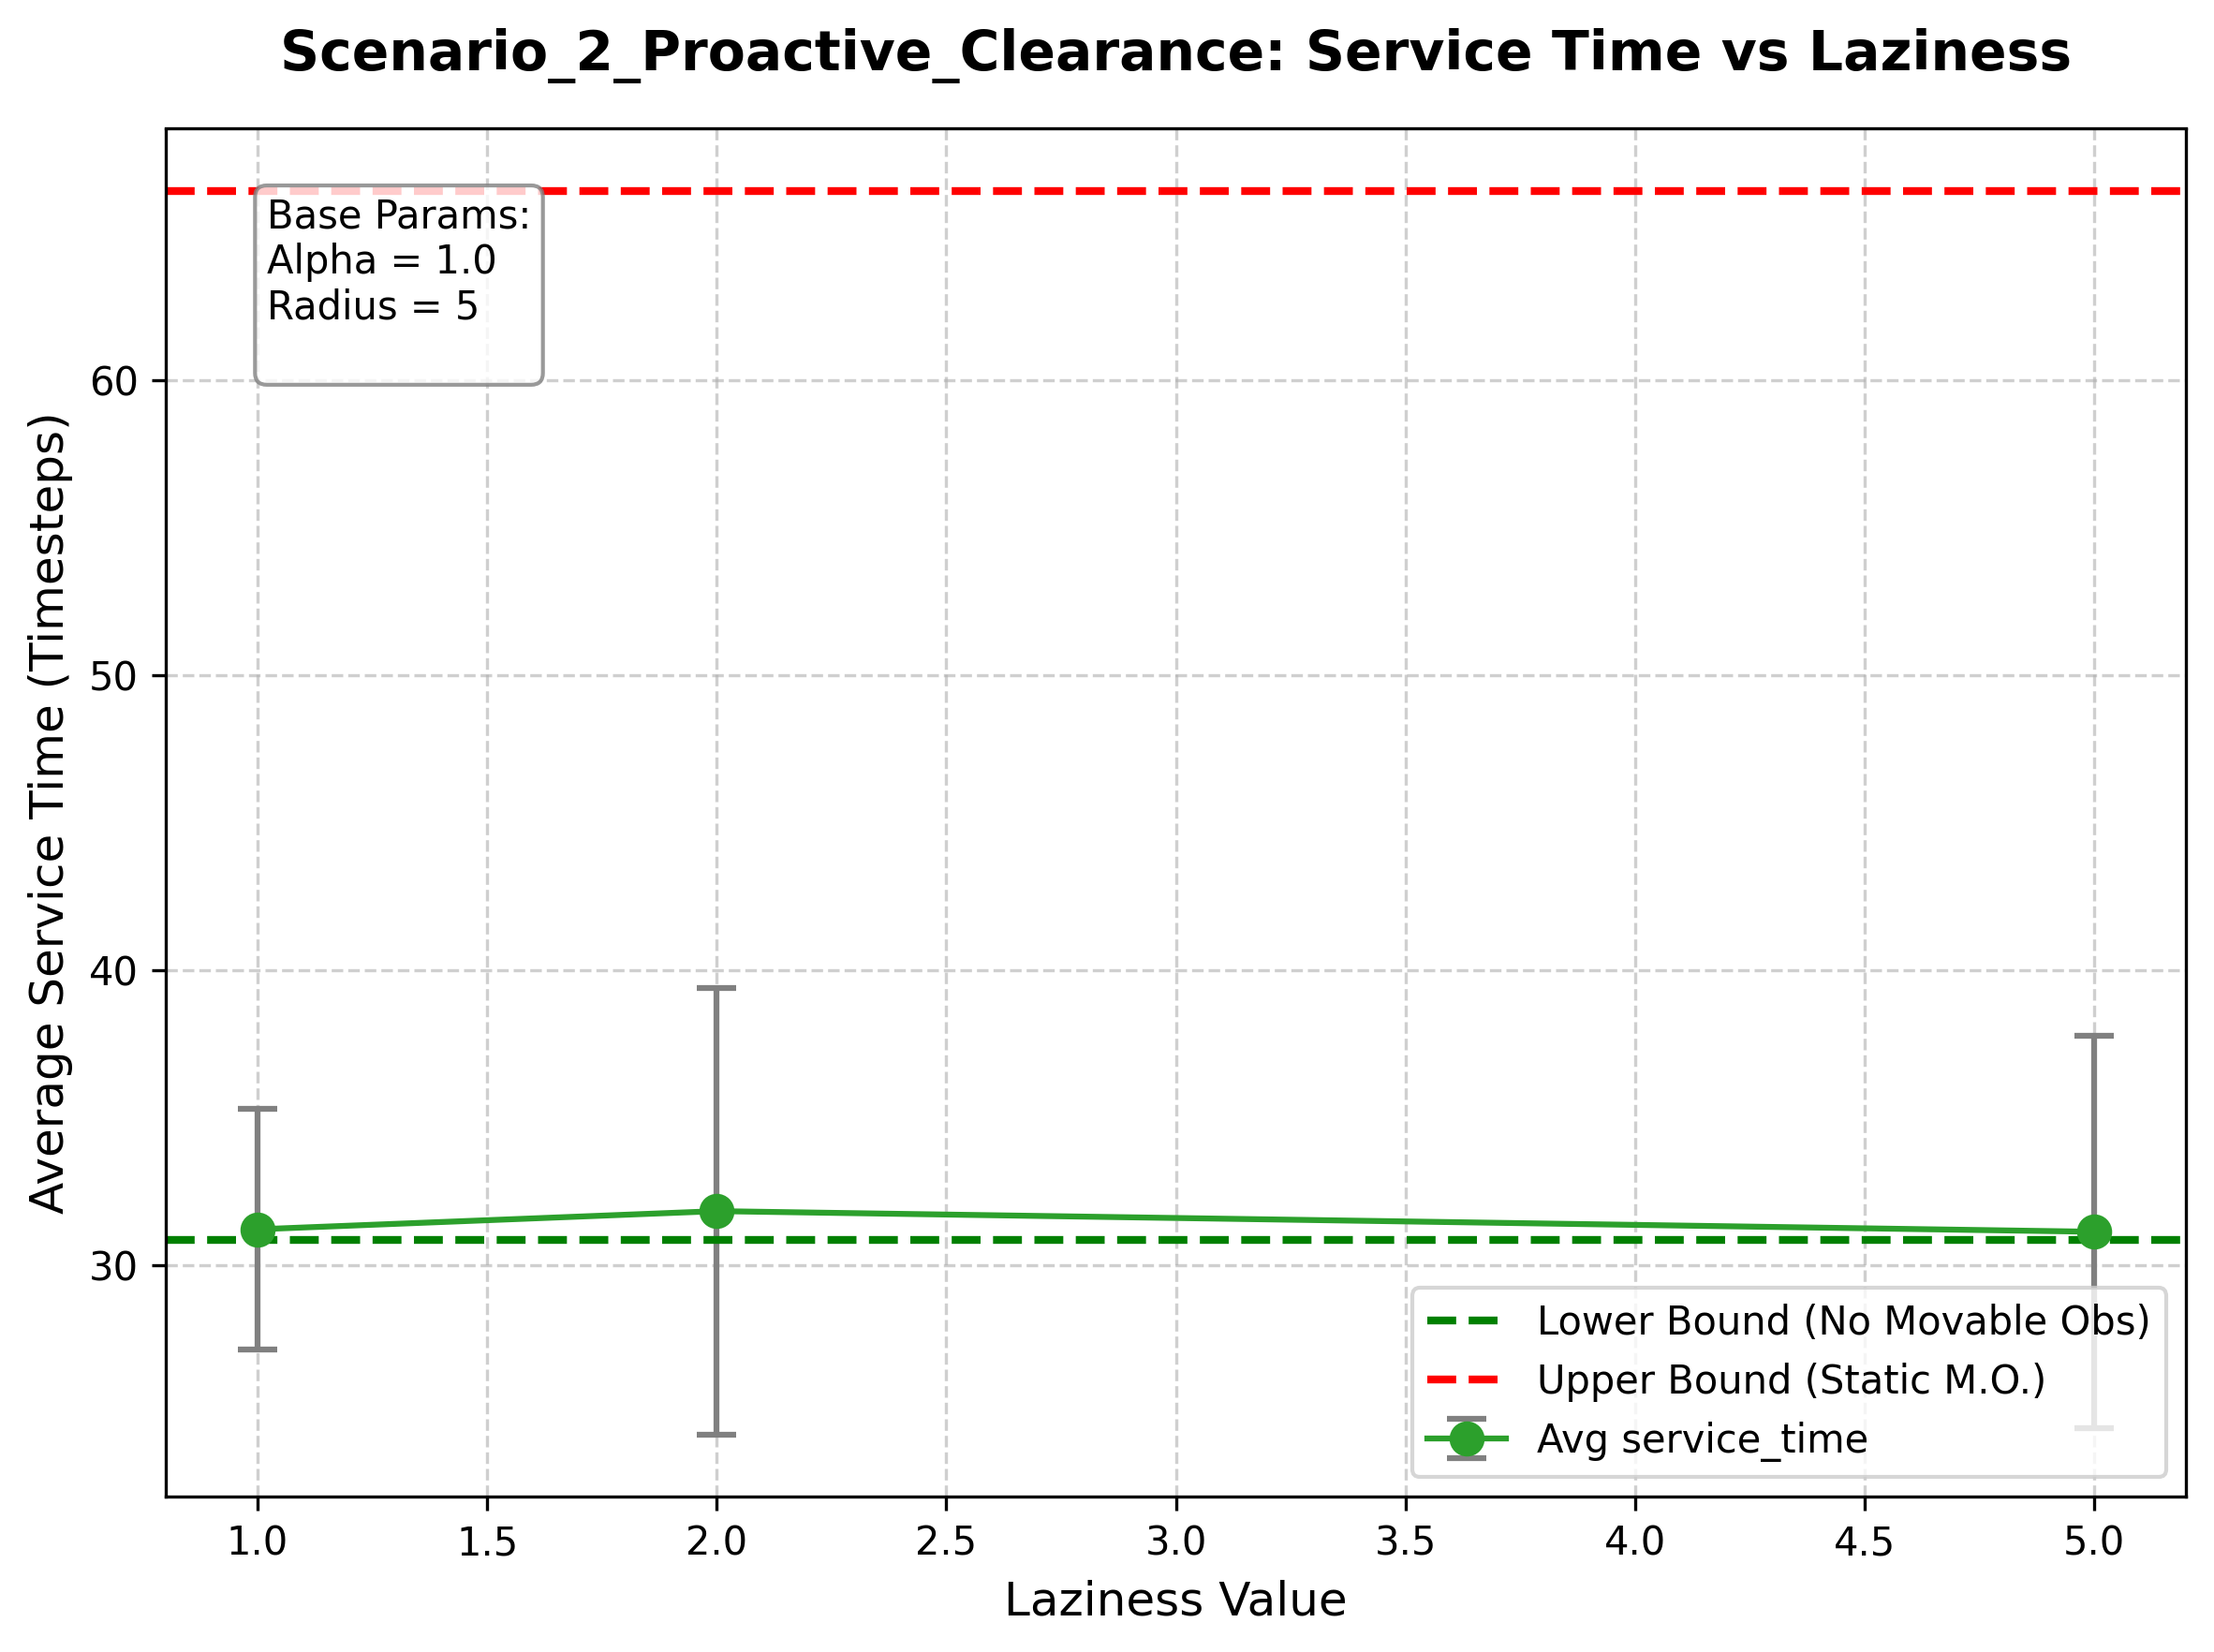 Scenario_2_Proactive_Clearance: Service Time vs Laziness
Base Params:
Alpha = 1.0
Radius = 5
Average Service Time (Timesteps)
60
50
40
30
Lower Bound (No Movable Obs)
Upper Bound (Static M.O.)
Avg service_time
1.0 1.5 2.0 2.5 3.0 3.5 4.0 4.5 5.0
Laziness Value